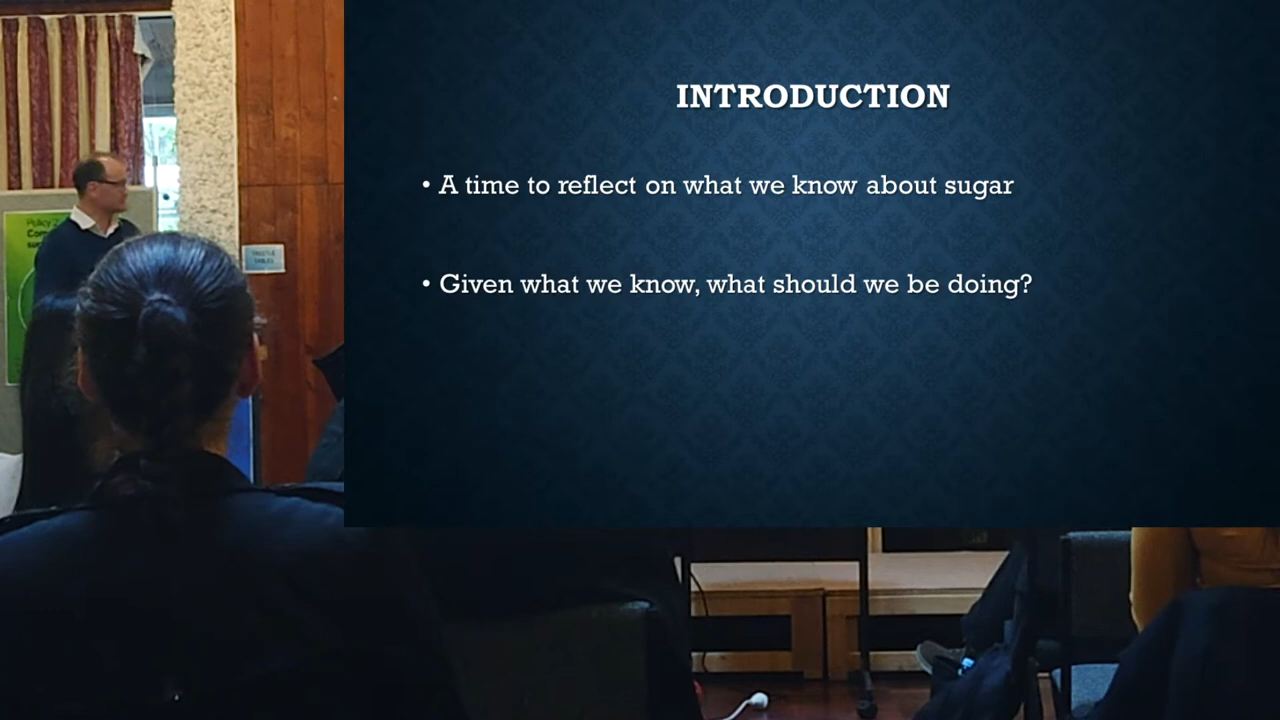 INTRODUCTION
• A time to reflect on what we know about sugar
• Given what we know, what should we be doing?
Policy